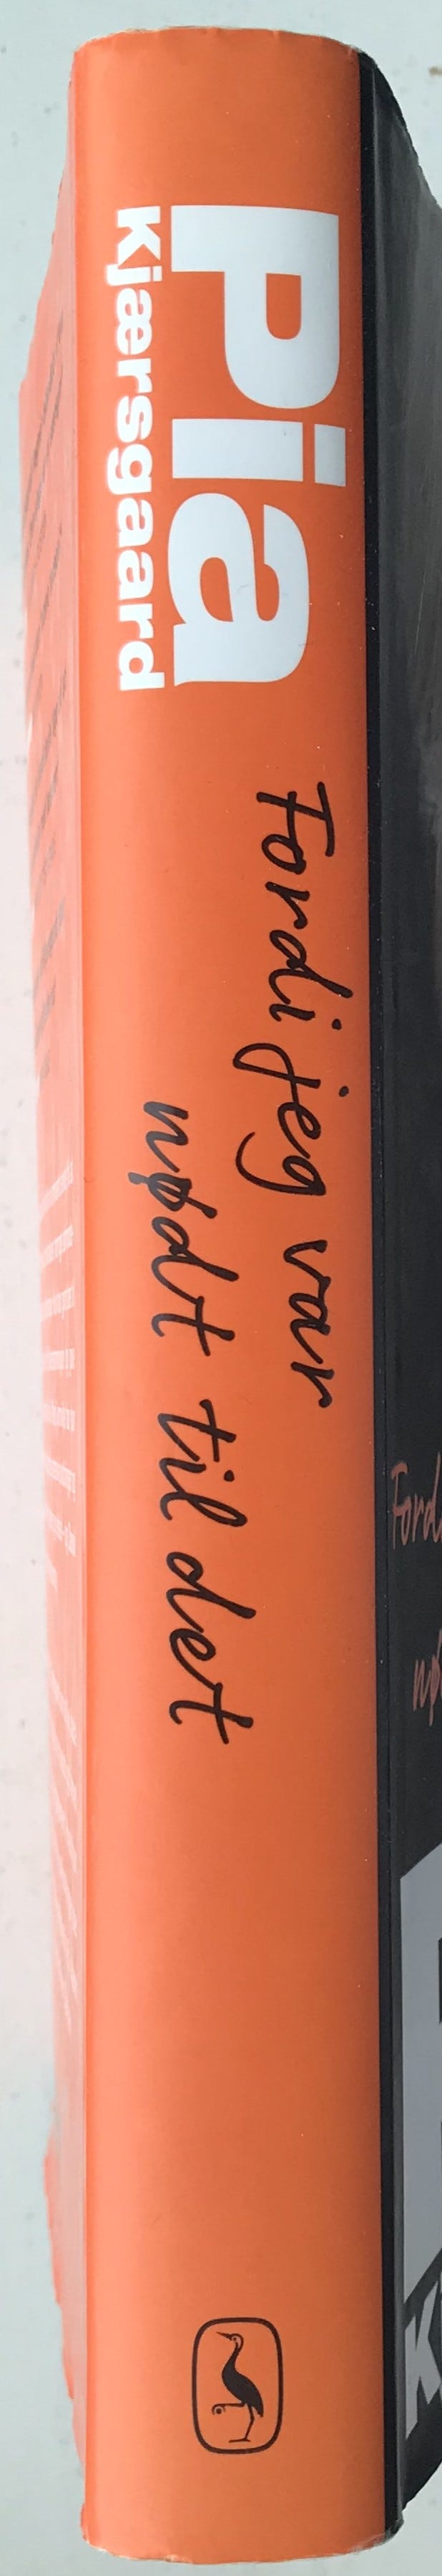 Pia
Kjærsgaard
Fordi jeg var
nødt til det